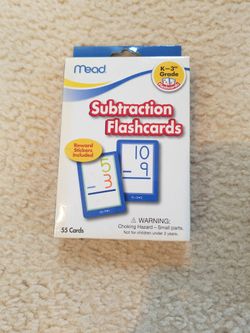 Mead
K-3rd
Grade
Subtraction
Flashcards
Reward
Stickers
Included!
5
- 3
10
- 9
⚠ WARNING:
Choking Hazard – Small parts.
Not for children under 3 years.
55 Cards